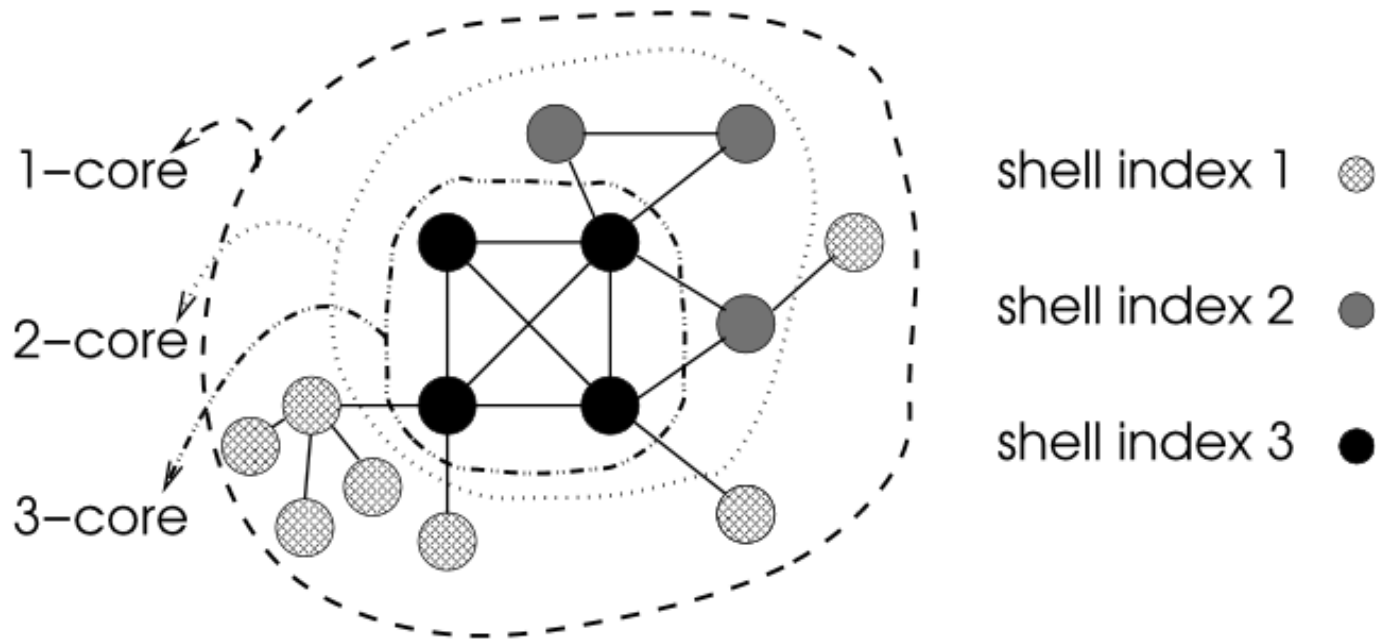 1–core
2–core
3–core
shell index 1
shell index 2
shell index 3